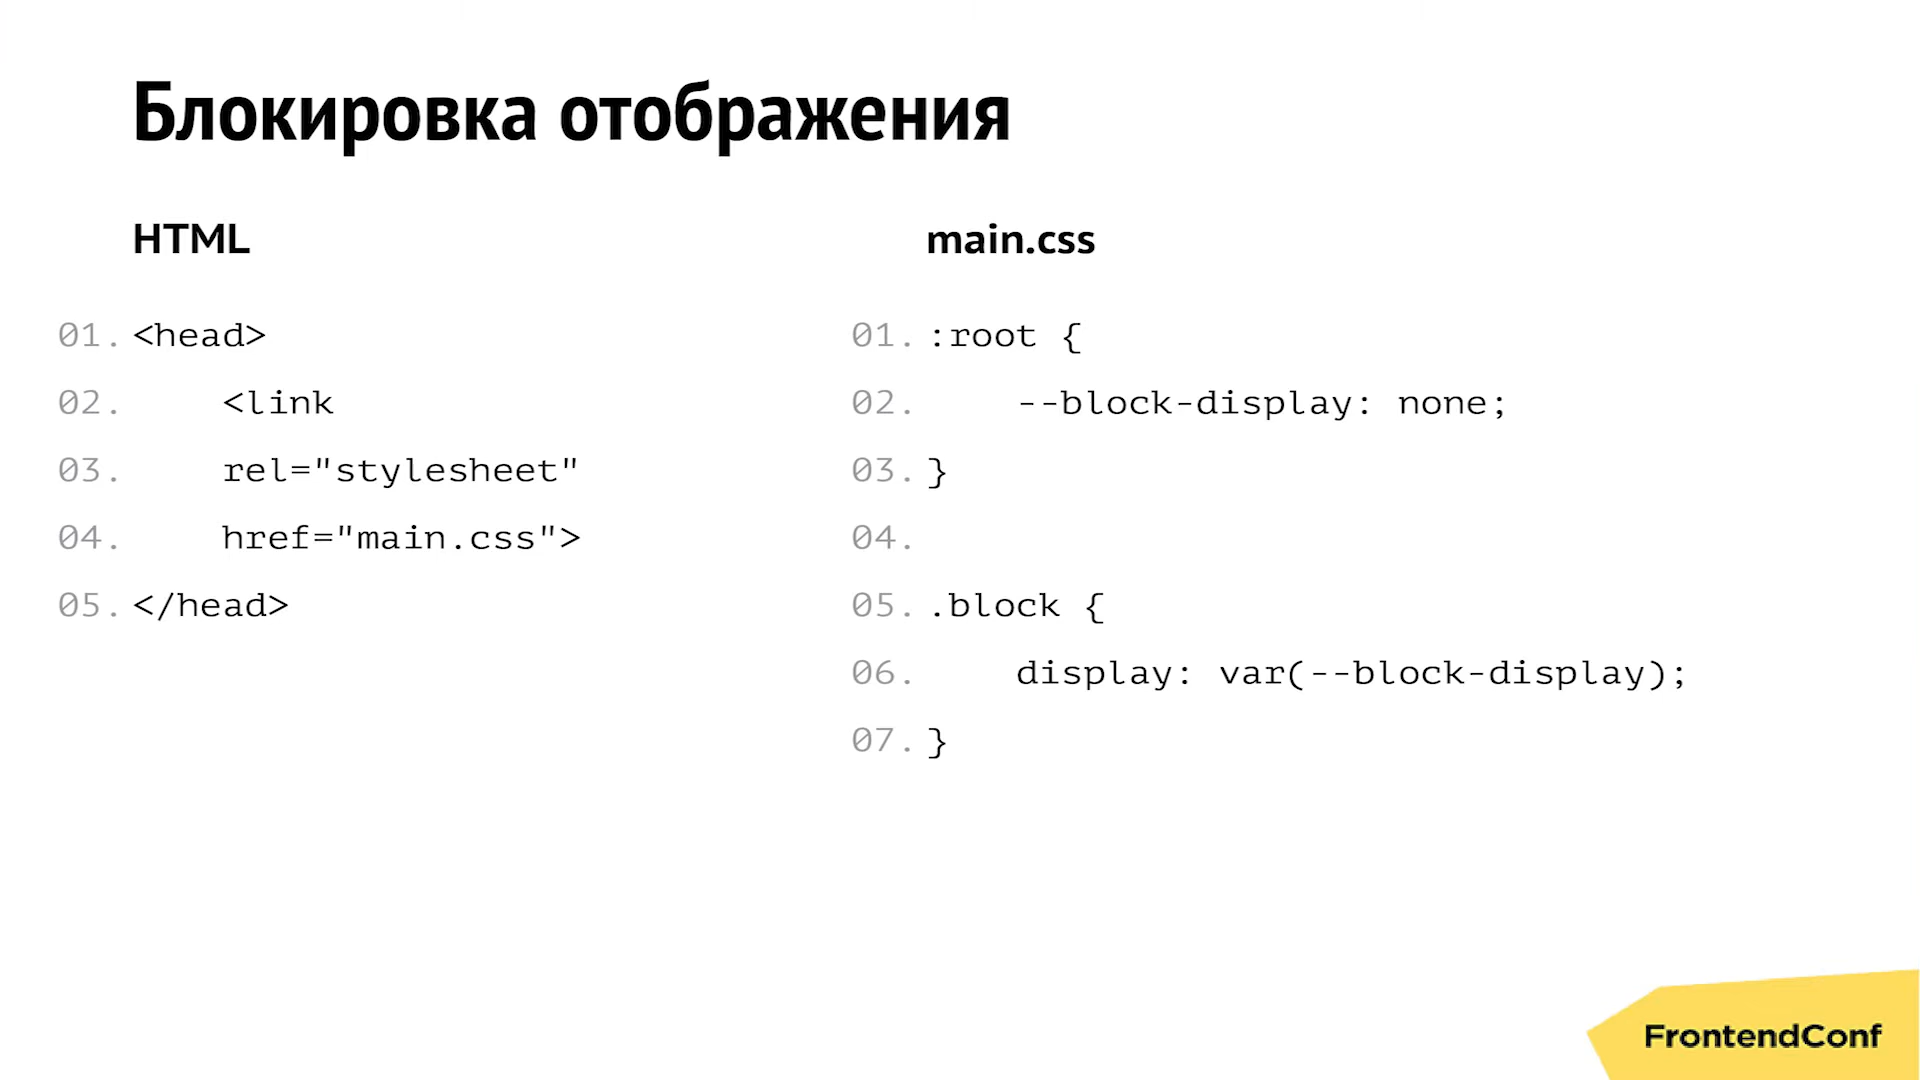 Блокировка отображения
HTML
01. <head>
02.     <link
03.     rel="stylesheet"
04.     href="main.css">
05. </head>
main.css
01. :root {
02.     --block-display: none;
03. }
04.
05. .block {
06.     display: var(--block-display);
07. }
FrontendConf